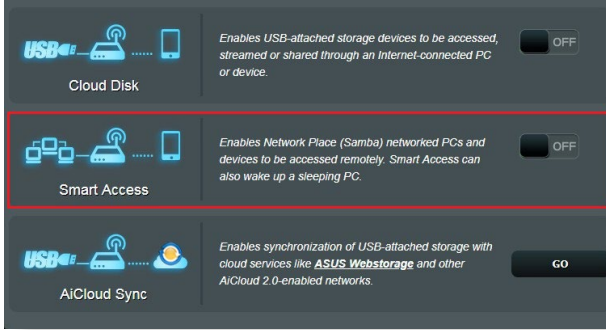 USB
Cloud Disk
Enables USB-attached storage devices to be accessed,
streamed or shared through an Internet-connected PC
or device.
OFF
Smart Access
Enables Network Place (Samba) networked PCs and
devices to be accessed remotely. Smart Access can
also wake up a sleeping PC.
OFF
USB
AiCloud Sync
Enables synchronization of USB-attached storage with
cloud services like ASUS Webstorage and other
AiCloud 2.0-enabled networks.
GO